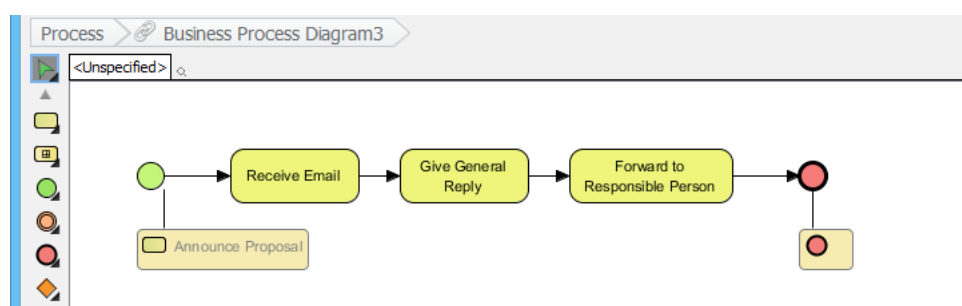 Process Business Process Diagram3
<Unspecified>
Receive Email
Give General
Reply
Forward to
Responsible Person
Announce Proposal